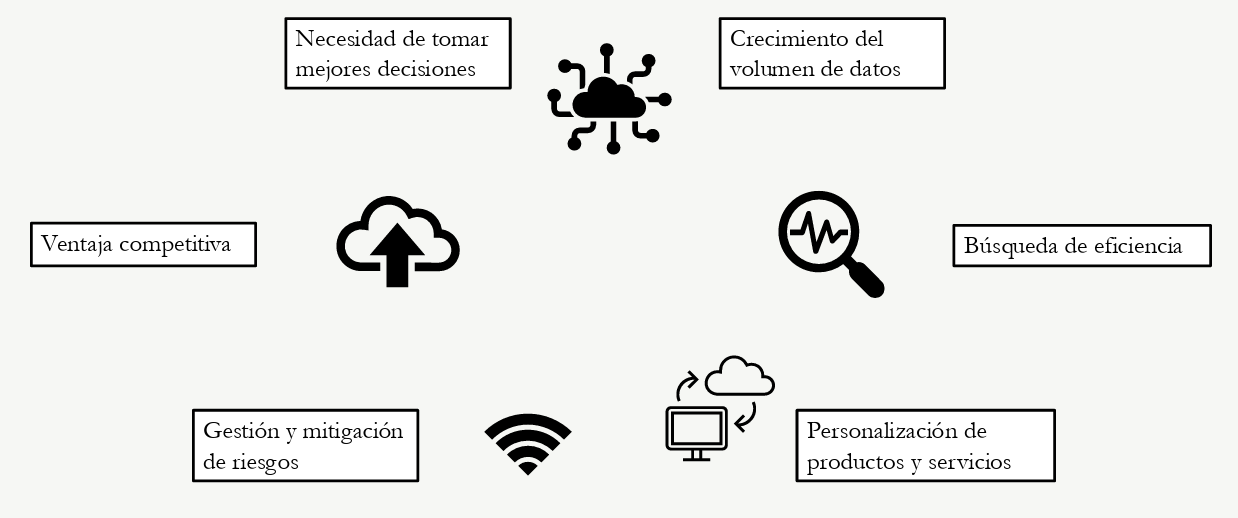 Necesidad de tomar
mejores decisiones
Crecimiento del
volumen de datos
Ventaja competitiva
Búsqueda de eficiencia
Gestión y mitigación
de riesgos
Personalización de
productos y servicios